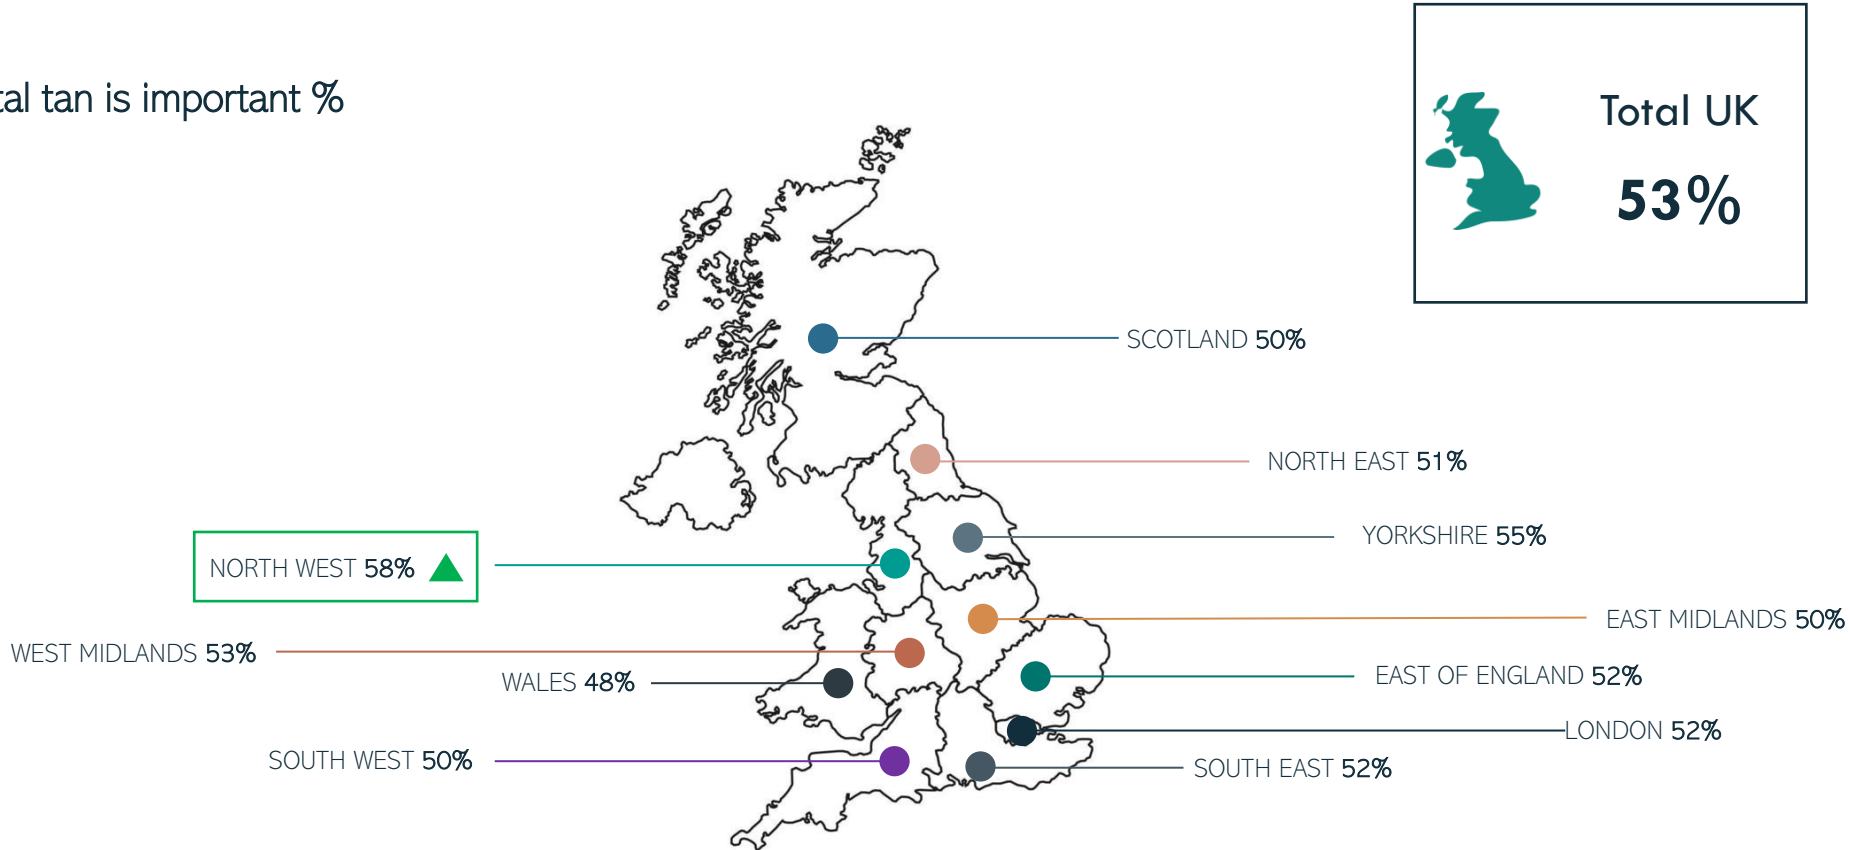 tan is important %
Total UK
53%
SCOTLAND 50%
NORTH EAST 51%
YORKSHIRE 55%
NORTH WEST 58%
EAST MIDLANDS 50%
WEST MIDLANDS 53%
EAST OF ENGLAND 52%
WALES 48%
LONDON 52%
SOUTH WEST 50%
SOUTH EAST 52%